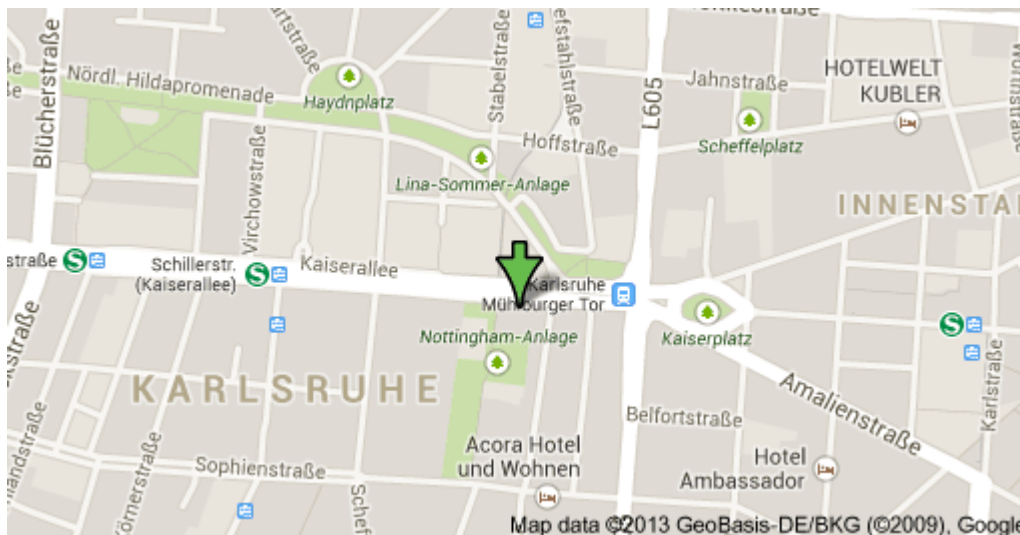 Blücherstraße
Nördl. Hildapromenade
Haydnplatz
Stabelstraße
Hoffstraße
L605
Jahnstraße
HOTELWELT
KÜBLER
Scheffelplatz
Lina-Sommer-Anlage
Virchowstraße
INNENSTA
straße
Schillerstr.
(Kaiserallee)
Kaiserallee
Karlsruhe
Mühlburger Tor
Nottingham-Anlage
Kaiserplatz
KARLSRUHE
Amalienstraße
Karlstraße
Belfortstraße
Acora Hotel
und Wohnen
Hotel
Ambassador
Sophienstraße
Schef
Map data ©2013 GeoBasis-DE/BKG (©2009), Google